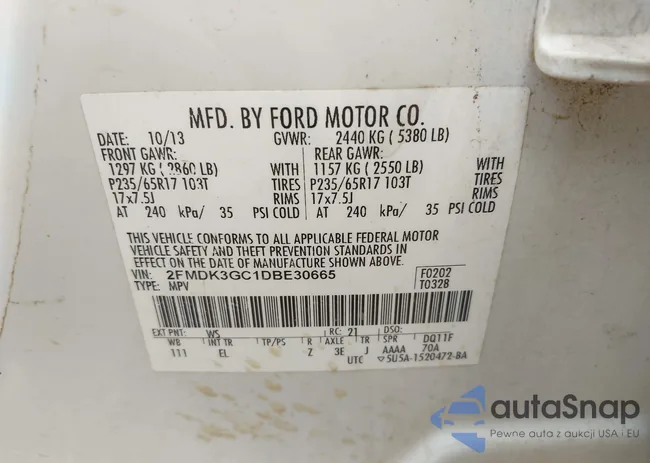 MFD. BY FORD MOTOR CO.
DATE: 10/13 GVWR: 2440 KG ( 5380 LB)
FRONT GAWR: REAR GAWR:
1297 KG ( 2860 LB) WITH 1157 KG ( 2550 LB) WITH
P235/65R17 103T TIRES P235/65R17 103T TIRES
17x7.5J RIMS 17x7.5J RIMS
AT 240 kPa/ 35 PSI COLD AT 240 kPa/ 35 PSI COLD
THIS VEHICLE CONFORMS TO ALL APPLICABLE FEDERAL MOTOR
VEHICLE SAFETY AND THEFT PREVENTION STANDARDS IN
EFFECT ON THE DATE OF MANUFACTURE SHOWN ABOVE.
VIN: 2FMDK3GC1DBE30665 F0202
TYPE: MPV T0328
EXT PNT: WS RC: 21 DSO:
WB INT TR TP/PS R AXLE TR SPR DQ11F
111 EL Z 3E J AAAA 70A
UTC ▽5U5A-1520472-BA
autaSnap
Pewne auta z aukcji USA i EU